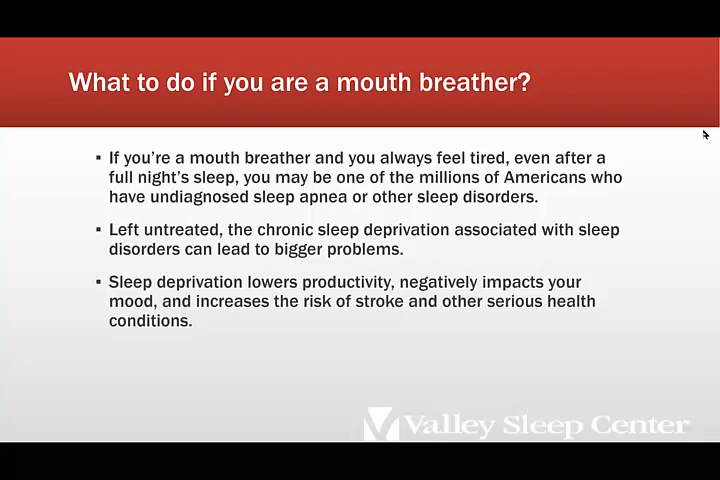 What to do if you are a mouth breather?
▪ If you’re a mouth breather and you always feel tired, even after a
full night’s sleep, you may be one of the millions of Americans who
have undiagnosed sleep apnea or other sleep disorders.
▪ Left untreated, the chronic sleep deprivation associated with sleep
disorders can lead to bigger problems.
▪ Sleep deprivation lowers productivity, negatively impacts your
mood, and increases the risk of stroke and other serious health
conditions.
Valley Sleep Center